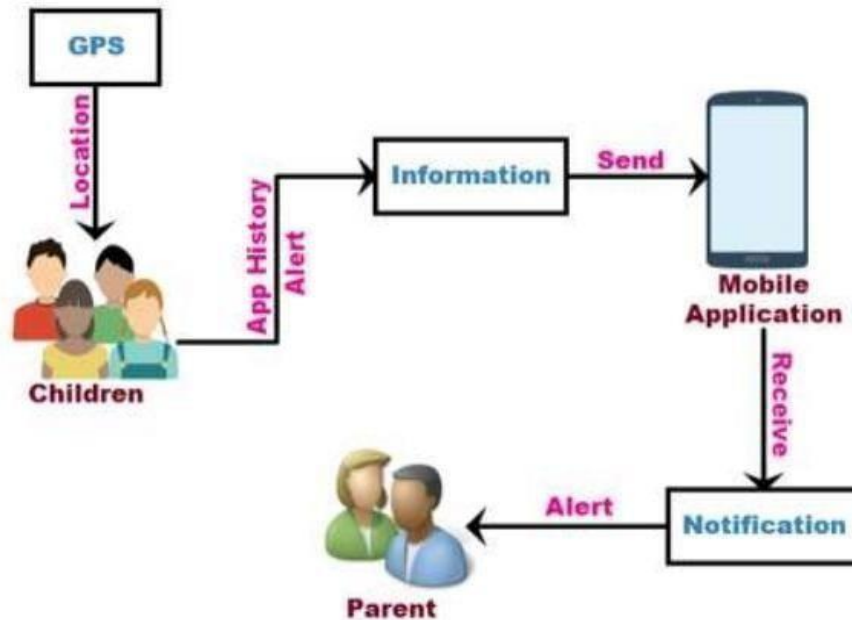 GPS
Location
Children
App History
Alert
Information
Send
Mobile
Application
Receive
Notification
Alert
Parent